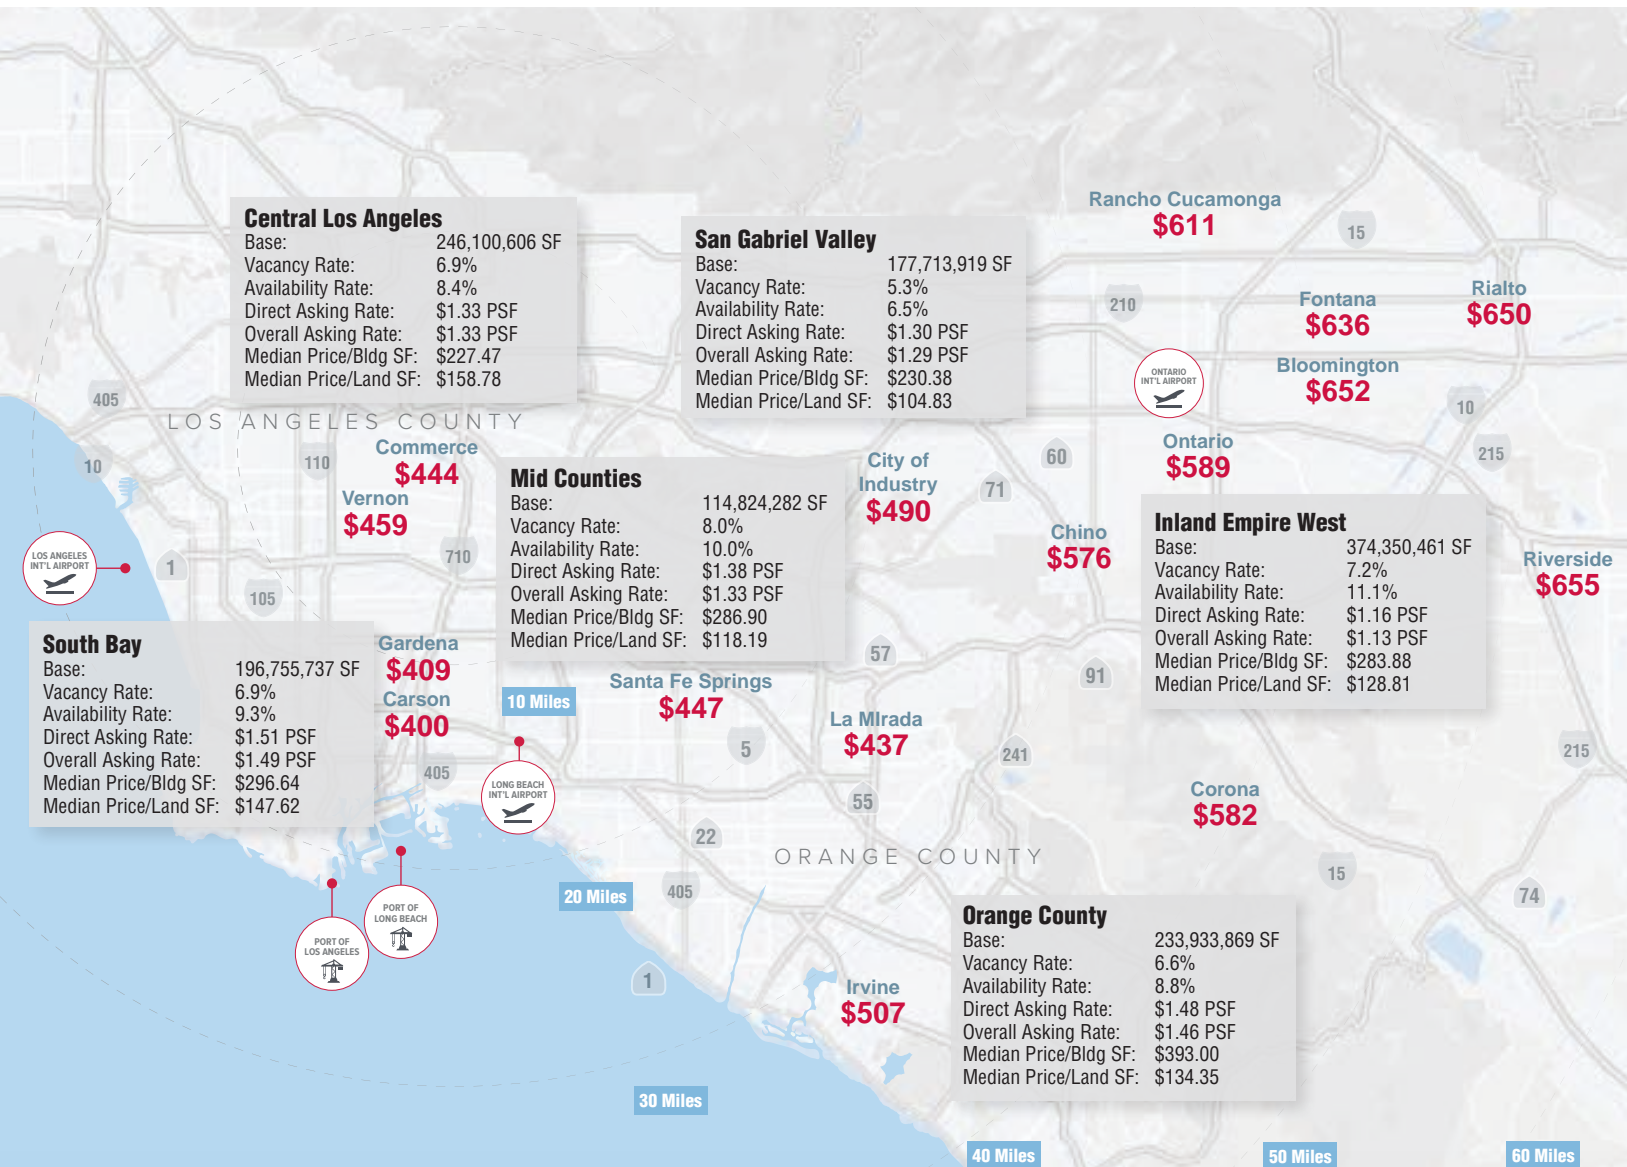 Rancho Cucamonga
$611
15
Central Los Angeles
Base: 246,100,606 SF
Vacancy Rate: 6.9%
Availability Rate: 8.4%
Direct Asking Rate: $1.33 PSF
Overall Asking Rate: $1.33 PSF
Median Price/Bldg SF: $227.47
Median Price/Land SF: $158.78
San Gabriel Valley
Base: 177,713,919 SF
Vacancy Rate: 5.3%
Availability Rate: 6.5%
Direct Asking Rate: $1.30 PSF
Overall Asking Rate: $1.29 PSF
Median Price/Bldg SF: $230.38
Median Price/Land SF: $104.83
210
Fontana
$636
Rialto
$650
Bloomington
$652
ONTARIO
INT'L AIRPORT
405
10
LOS ANGELES COUNTY
Commerce
$444
110
10
Vernon
$459
710
Mid Counties
Base: 114,824,282 SF
Vacancy Rate: 8.0%
Availability Rate: 10.0%
Direct Asking Rate: $1.38 PSF
Overall Asking Rate: $1.33 PSF
Median Price/Bldg SF: $286.90
Median Price/Land SF: $118.19
City of
Industry
$490
60
71
Ontario
$589
215
Chino
$576
Inland Empire West
Base: 374,350,461 SF
Vacancy Rate: 7.2%
Availability Rate: 11.1%
Direct Asking Rate: $1.16 PSF
Overall Asking Rate: $1.13 PSF
Median Price/Bldg SF: $283.88
Median Price/Land SF: $128.81
Riverside
$655
LOS ANGELES
INT'L AIRPORT
1
105
South Bay
Base: 196,755,737 SF
Vacancy Rate: 6.9%
Availability Rate: 9.3%
Direct Asking Rate: $1.51 PSF
Overall Asking Rate: $1.49 PSF
Median Price/Bldg SF: $296.64
Median Price/Land SF: $147.62
Gardena
$409
Carson
$400
405
10 Miles
Santa Fe Springs
$447
57
91
5
La MIrada
$437
241
215
LONG BEACH
INT'L AIRPORT
55
Corona
$582
22
ORANGE COUNTY
15
74
20 Miles
405
PORT OF
LONG BEACH
PORT OF
LOS ANGELES
1
Irvine
$507
Orange County
Base: 233,933,869 SF
Vacancy Rate: 6.6%
Availability Rate: 8.8%
Direct Asking Rate: $1.48 PSF
Overall Asking Rate: $1.46 PSF
Median Price/Bldg SF: $393.00
Median Price/Land SF: $134.35
30 Miles
40 Miles
50 Miles
60 Miles